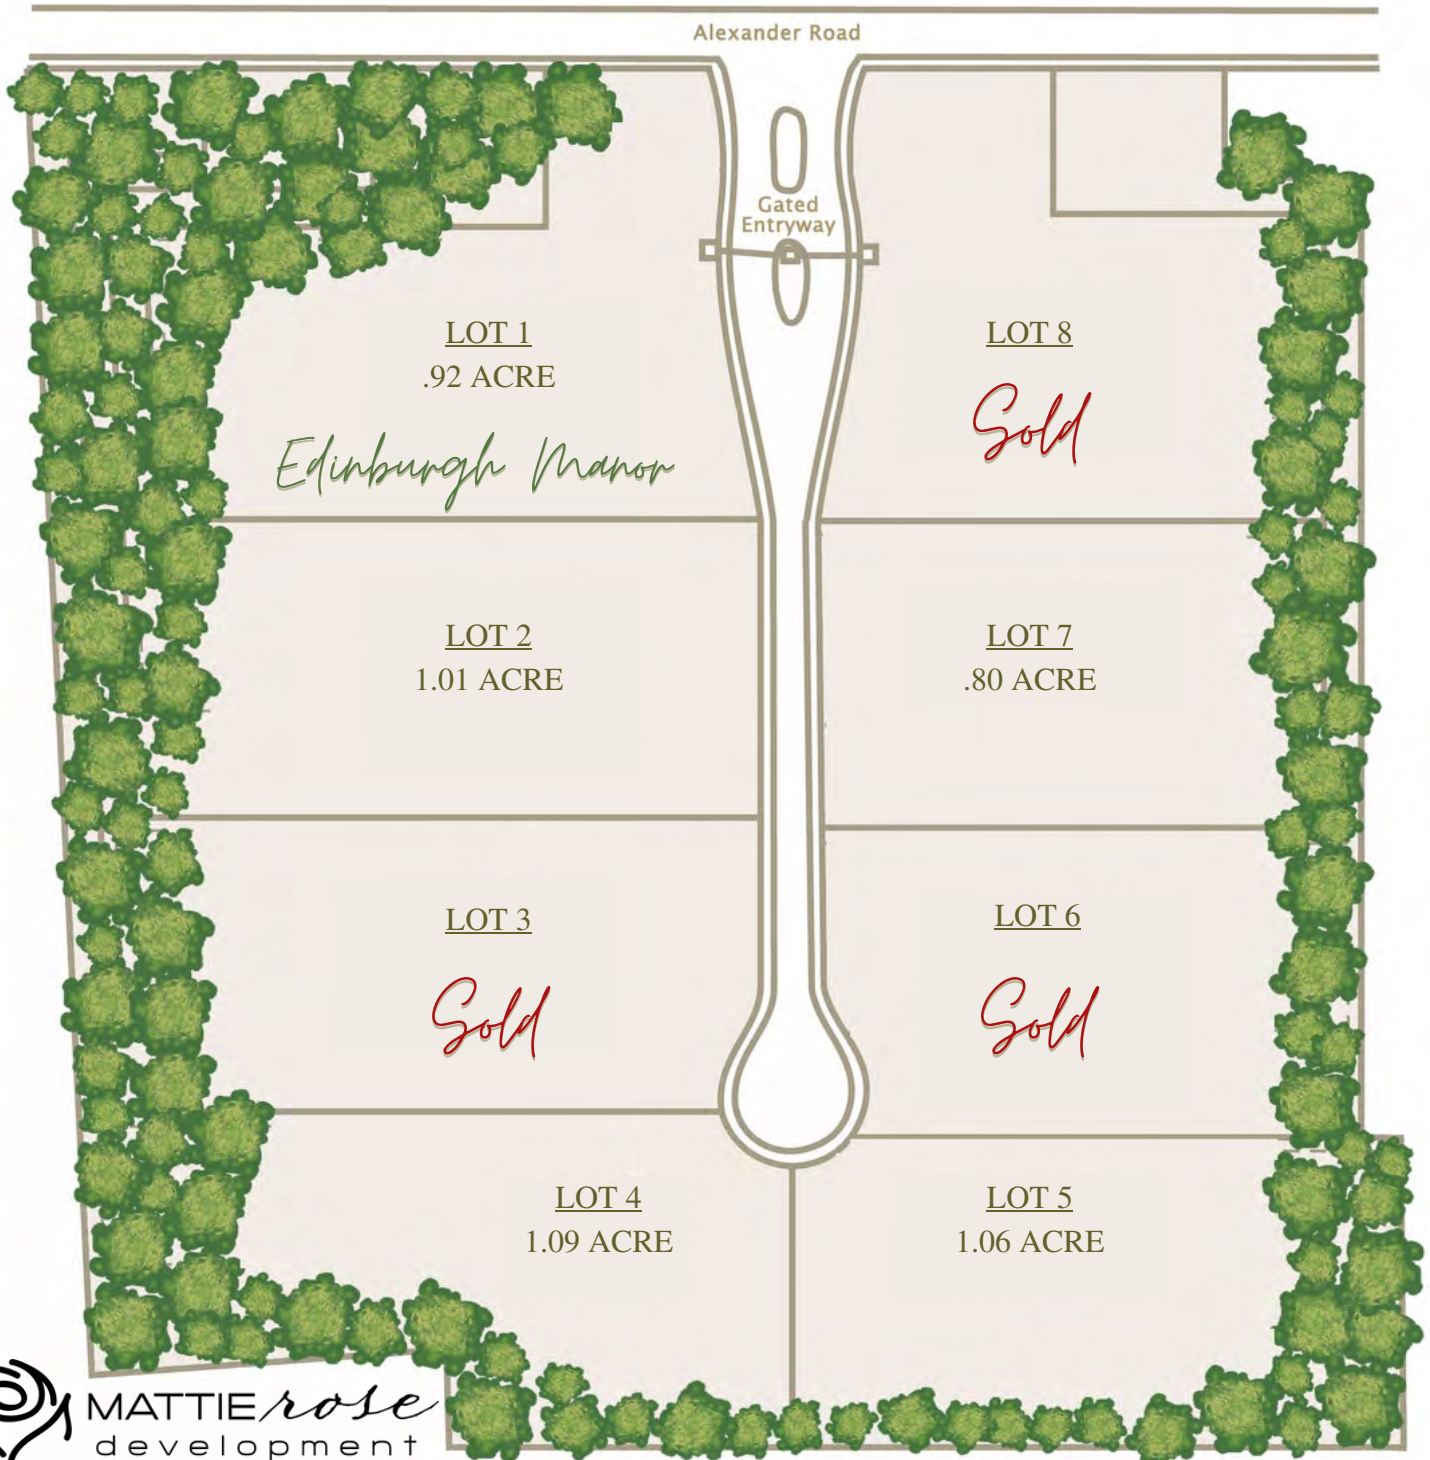 Alexander Road
Gated
Entryway
LOT 1
.92 ACRE
Edinburgh Manor
LOT 8
Sold
LOT 2
1.01 ACRE
LOT 7
.80 ACRE
LOT 3
Sold
LOT 6
Sold
LOT 4
1.09 ACRE
LOT 5
1.06 ACRE
MATTIE rose
development